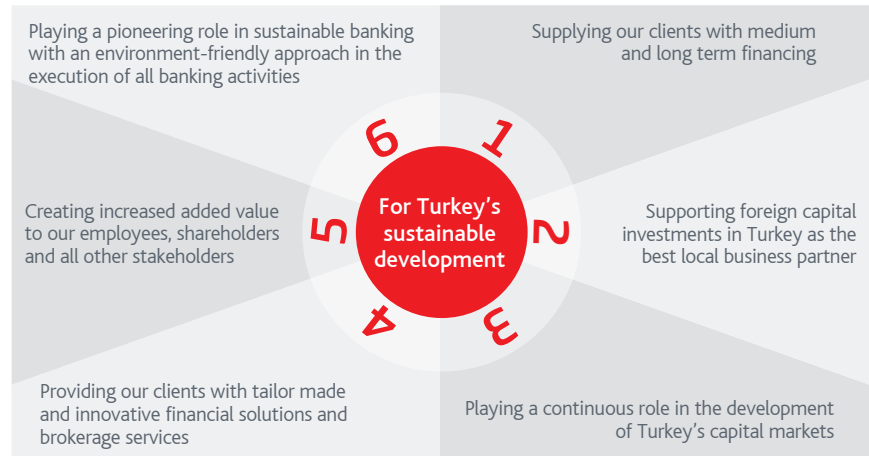 For Turkey's
sustainable
development
1
Supplying our clients with medium
and long term financing
2
Supporting foreign capital
investments in Turkey as the
best local business partner
3
Playing a continuous role in the development
of Turkey's capital markets
4
Providing our clients with tailor made
and innovative financial solutions and
brokerage services
5
Creating increased added value
to our employees, shareholders
and all other stakeholders
6
Playing a pioneering role in sustainable banking
with an environment-friendly approach in the
execution of all banking activities